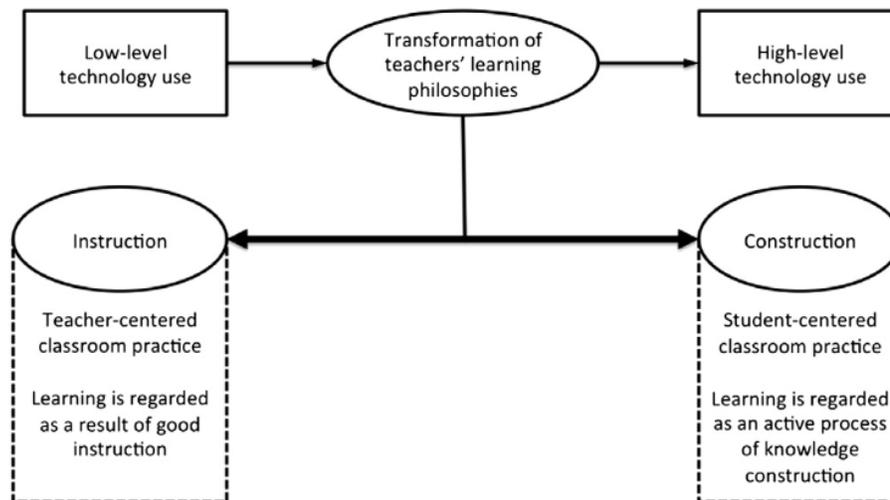 Low-level
technology use
Transformation of
teachers’ learning
philosophies
High-level
technology use
Instruction
Construction
Teacher-centered
classroom practice
Learning is regarded
as a result of good
instruction
Student-centered
classroom practice
Learning is regarded
as an active process
of knowledge
construction